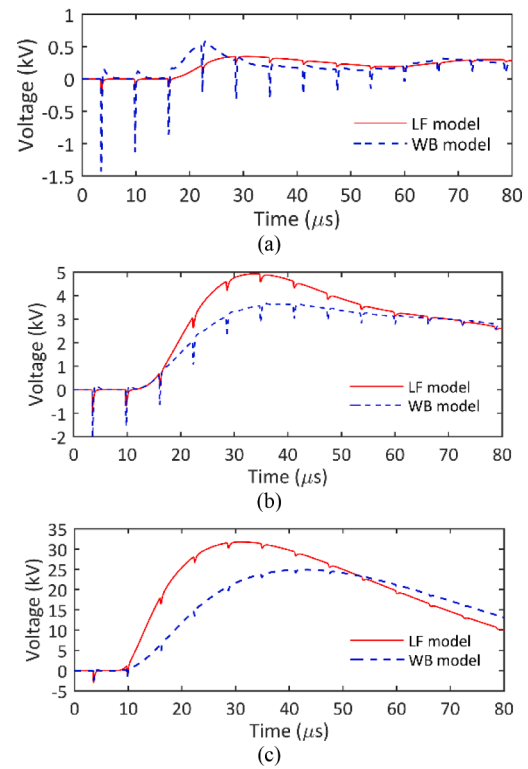 1
0.5
0
-0.5
-1
-1.5
Voltage (kV)
LF model
WB model
0 10 20 30 40 50 60 70 80
Time (μs)
(a)
5
4
3
2
1
0
-1
-2
Voltage (kV)
LF model
WB model
0 10 20 30 40 50 60 70 80
Time (μs)
(b)
35
30
25
20
15
10
5
0
-5
Voltage (kV)
LF model
WB model
0 10 20 30 40 50 60 70 80
Time (μs)
(c)